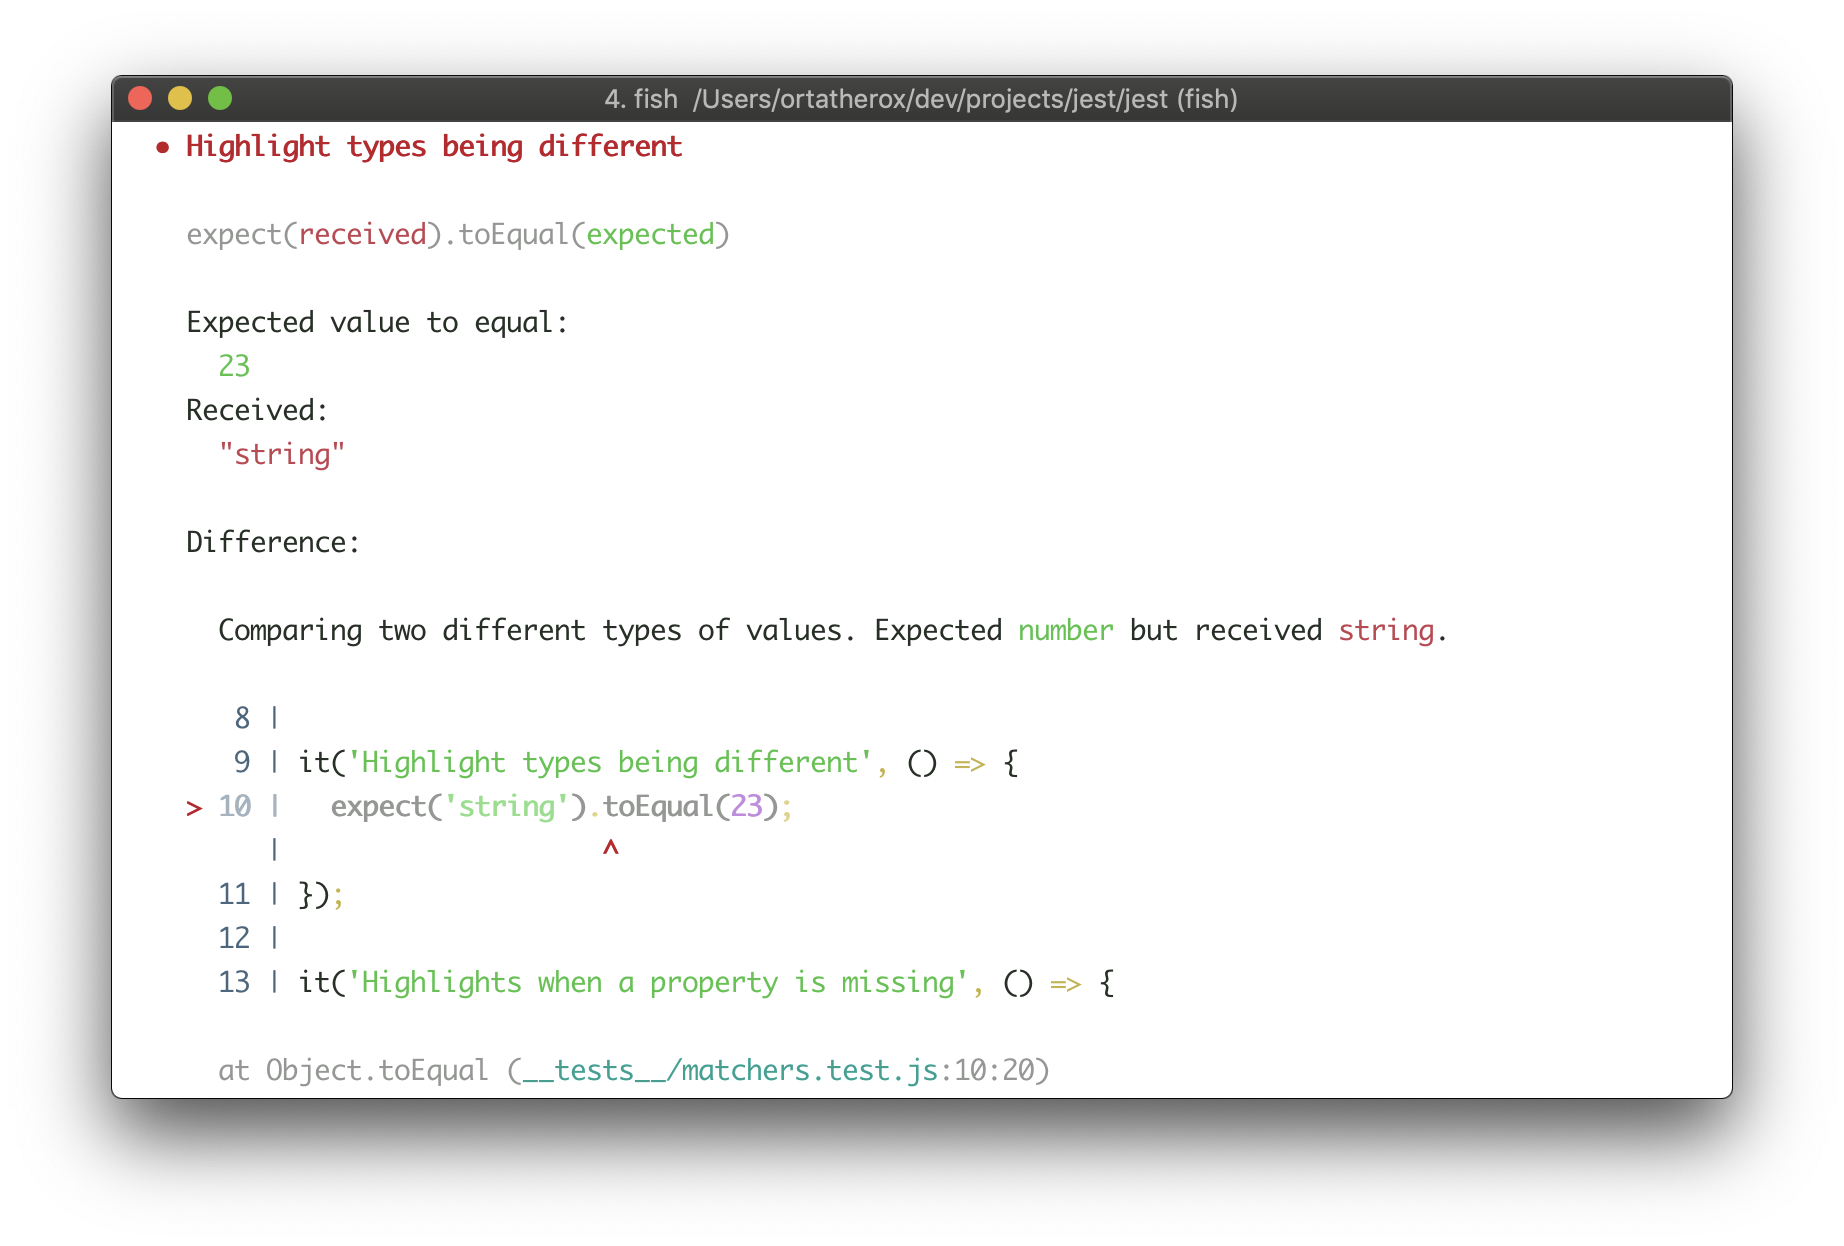 4. fish  /Users/ortatherox/dev/projects/jest/jest (fish)
● Highlight types being different
expect(received).toEqual(expected)
Expected value to equal:
  23
Received:
  "string"
Difference:
  Comparing two different types of values. Expected number but received string.
   8 |
   9 | it('Highlight types being different', () => {
> 10 |   expect('string').toEqual(23);
     |                    ^
  11 | });
  12 |
  13 | it('Highlights when a property is missing', () => {
  at Object.toEqual (__tests__/matchers.test.js:10:20)